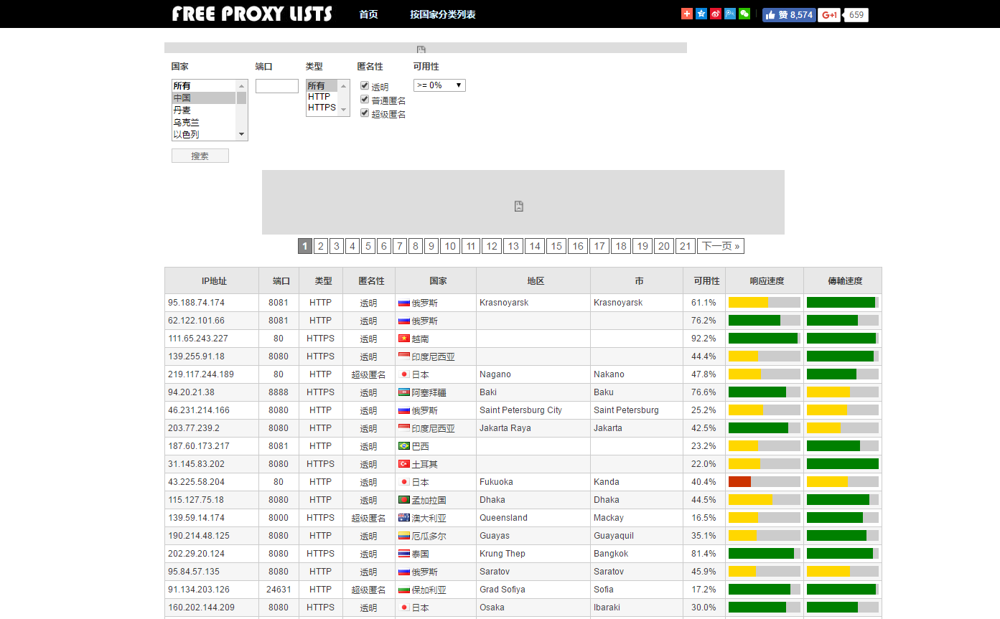 FREE PROXY LISTS 首页 按国家分类列表 赞 8,574 G+1 659
国家 端口 类型 匿名性 可用性
所有 所有 透明 >= 0%
中国 HTTP 普通匿名
丹麦 HTTPS 超级匿名
乌克兰
以色列
搜索
1 2 3 4 5 6 7 8 9 10 11 12 13 14 15 16 17 18 19 20 21 下一页 »
IP地址 端口 类型 匿名性 国家 地区 市 可用性 响应速度 傳輸速度
95.188.74.174 8081 HTTP 透明 俄罗斯 Krasnoyarsk Krasnoyarsk 61.1%
62.122.101.66 8081 HTTP 透明 俄罗斯 76.2%
111.65.243.227 80 HTTPS 透明 越南 92.2%
139.255.91.18 8080 HTTPS 透明 印度尼西亚 44.4%
219.117.244.189 80 HTTP 超级匿名 日本 Nagano Nakano 47.8%
94.20.21.38 8888 HTTPS 透明 阿塞拜疆 Baki Baku 76.6%
46.231.214.166 8080 HTTP 透明 俄罗斯 Saint Petersburg City Saint Petersburg 25.2%
203.77.239.2 8080 HTTP 透明 印度尼西亚 Jakarta Raya Jakarta 42.5%
187.60.173.217 8081 HTTP 透明 巴西 23.2%
31.145.83.202 8080 HTTPS 透明 土耳其 22.0%
43.225.58.204 80 HTTP 透明 日本 Fukuoka Kanda 40.4%
115.127.75.18 8080 HTTP 透明 孟加拉国 Dhaka Dhaka 44.5%
139.59.14.174 8000 HTTP 超级匿名 澳大利亚 Queensland Mackay 16.5%
190.214.48.125 8080 HTTP 透明 厄瓜多尔 Guayas Guayaquil 35.1%
202.29.20.124 8080 HTTPS 透明 泰国 Krung Thep Bangkok 81.4%
95.84.57.135 8080 HTTP 透明 俄罗斯 Saratov Saratov 45.9%
91.134.203.126 24631 HTTP 超级匿名 保加利亚 Grad Sofiya Sofia 17.2%
160.202.144.209 8080 HTTPS 透明 日本 Osaka Ibaraki 30.0%